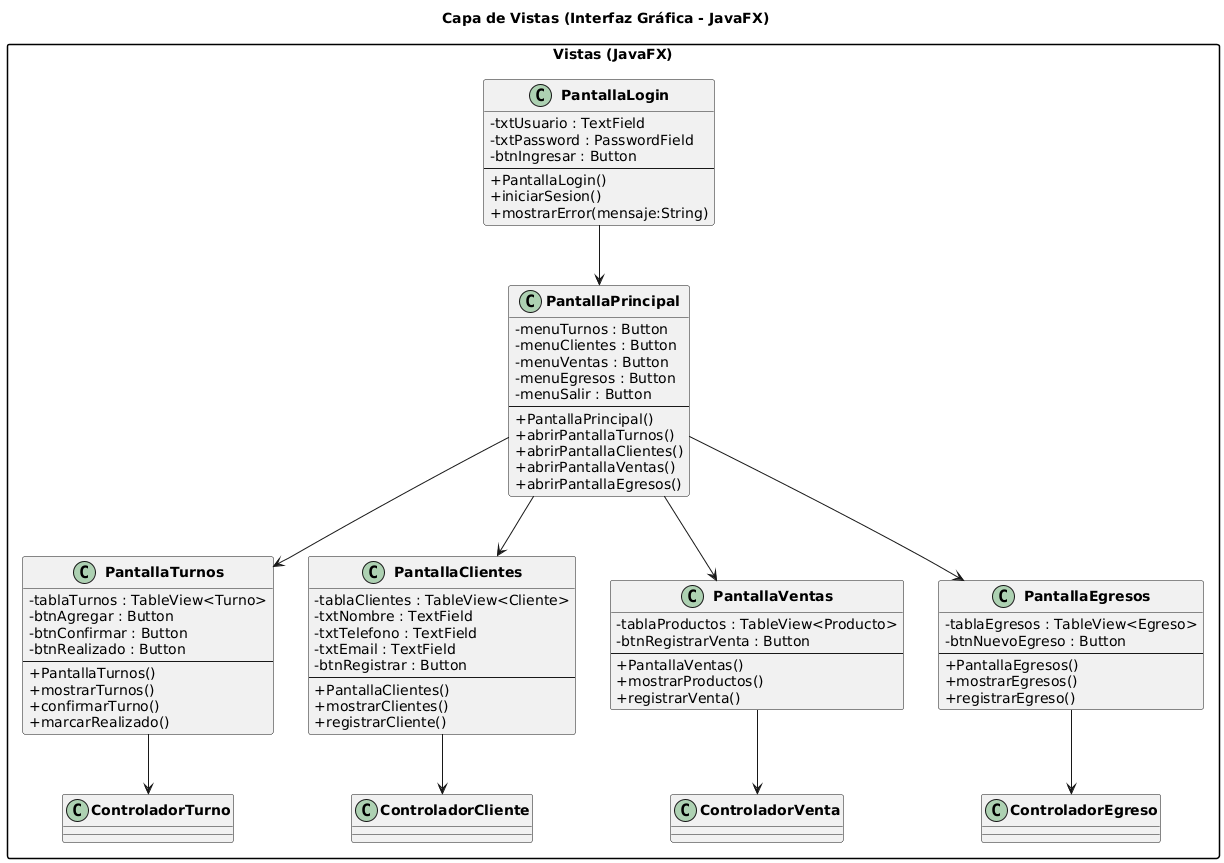 Capa de Vistas (Interfaz Gráfica - JavaFX)
Vistas (JavaFX)
C PantallaLogin
-txtUsuario : TextField
-txtPassword : PasswordField
-btnIngresar : Button
+PantallaLogin()
+iniciarSesion()
+mostrarError(mensaje:String)
C PantallaPrincipal
-menuTurnos : Button
-menuClientes : Button
-menuVentas : Button
-menuEgresos : Button
-menuSalir : Button
+PantallaPrincipal()
+abrirPantallaTurnos()
+abrirPantallaClientes()
+abrirPantallaVentas()
+abrirPantallaEgresos()
C PantallaTurnos
-tablaTurnos : TableView<Turno>
-btnAgregar : Button
-btnConfirmar : Button
-btnRealizado : Button
+PantallaTurnos()
+mostrarTurnos()
+confirmarTurno()
+marcarRealizado()
C PantallaClientes
-tablaClientes : TableView<Cliente>
-txtNombre : TextField
-txtTelefono : TextField
-txtEmail : TextField
-btnRegistrar : Button
+PantallaClientes()
+mostrarClientes()
+registrarCliente()
C PantallaVentas
-tablaProductos : TableView<Producto>
-btnRegistrarVenta : Button
+PantallaVentas()
+mostrarProductos()
+registrarVenta()
C PantallaEgresos
-tablaEgresos : TableView<Egreso>
-btnNuevoEgreso : Button
+PantallaEgresos()
+mostrarEgresos()
+registrarEgreso()
C ControladorTurno
C ControladorCliente
C ControladorVenta
C ControladorEgreso